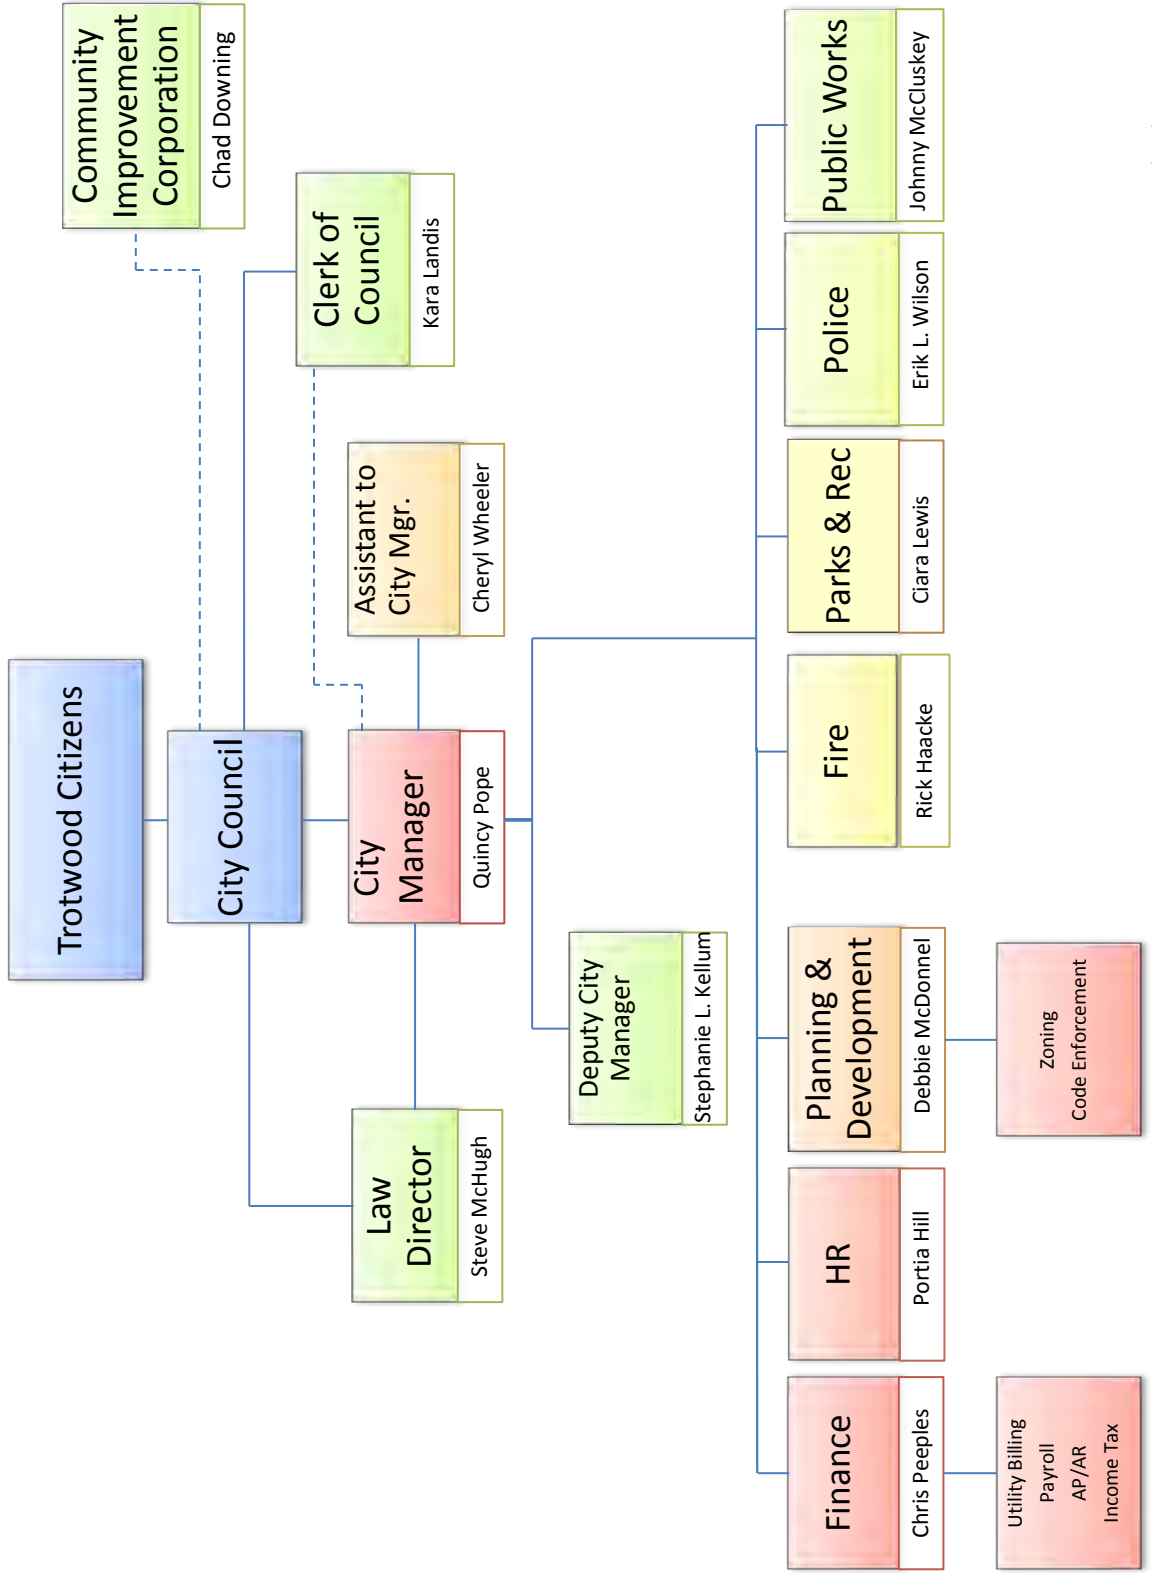 Trotwood Citizens
City Council
Community
Improvement
Corporation
Chad Downing
Clerk of
Council
Kara Landis
Law
Director
Steve McHugh
City
Manager
Quincy Pope
Assistant to
City Mgr.
Cheryl Wheeler
Deputy City
Manager
Stephanie L. Kellum
Finance
Chris Peeples
HR
Portia Hill
Planning &
Development
Debbie McDonnel
Fire
Rick Haacke
Parks & Rec
Ciara Lewis
Police
Erik L. Wilson
Public Works
Johnny McCluskey
Utility Billing
Payroll
AP/AR
Income Tax
Zoning
Code Enforcement